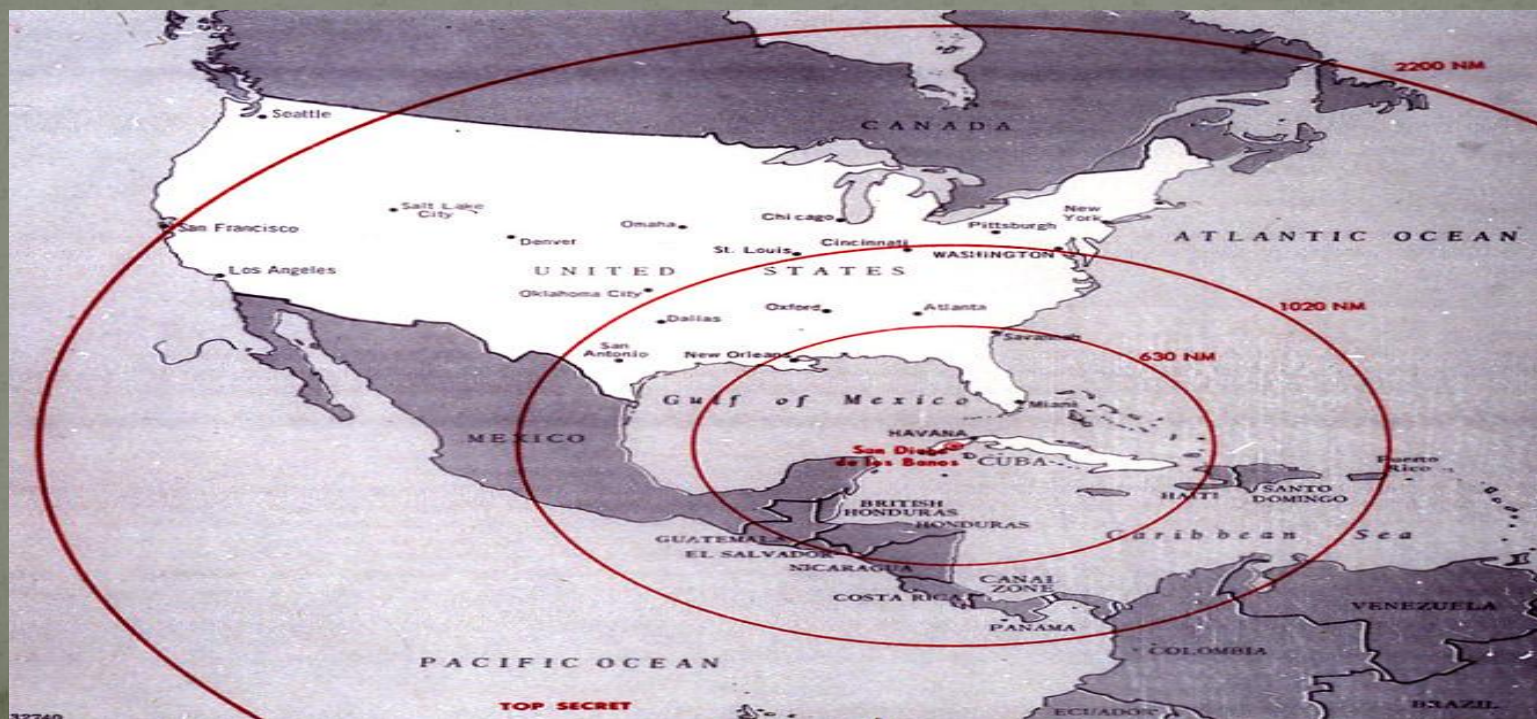 2200 NM
Seattle
CANADA
Salt Lake
City
Omaha
Chicago
New
York
San Francisco
Denver
St. Louis
Cincinnati
Pittsburgh
WASHINGTON
ATLANTIC OCEAN
Los Angeles
UNITED STATES
Oklahoma City
Oxford
Atlanta
1020 NM
Dallas
San
Antonio
New Orleans
Savannah
630 NM
Gulf of Mexico
Miami
MEXICO
HAVANA
San Diego
de los Banos
CUBA
Puerto
Rico
HAITI
SANTO
DOMINGO
BRITISH
HONDURAS
HONDURAS
GUATEMALA
EL SALVADOR
NICARAGUA
Caribbean Sea
COSTA RICA
CANAL
ZONE
PANAMA
VENEZUELA
COLOMBIA
PACIFIC OCEAN
TOP SECRET
ECUADOR
BRAZIL